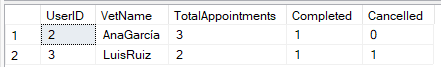 UserID VetName TotalAppointments Completed Cancelled
1 2 AnaGarcía 3 1 0
2 3 LuisRuiz 2 1 1